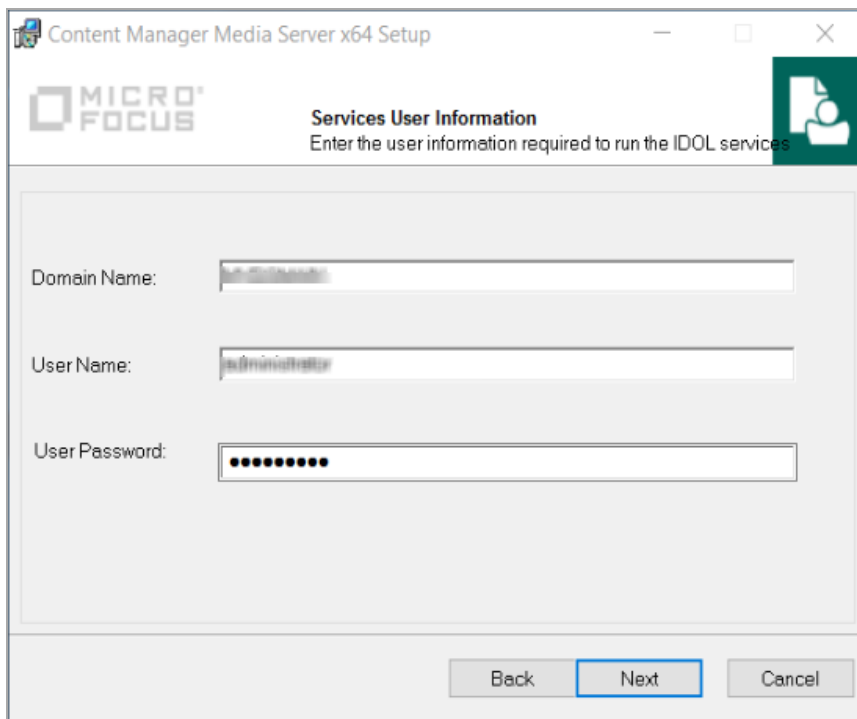 Content Manager Media Server x64 Setup
MICRO
FOCUS
Services User Information
Enter the user information required to run the IDOL services
Domain Name:
User Name:
User Password: •••••••••
Back Next Cancel